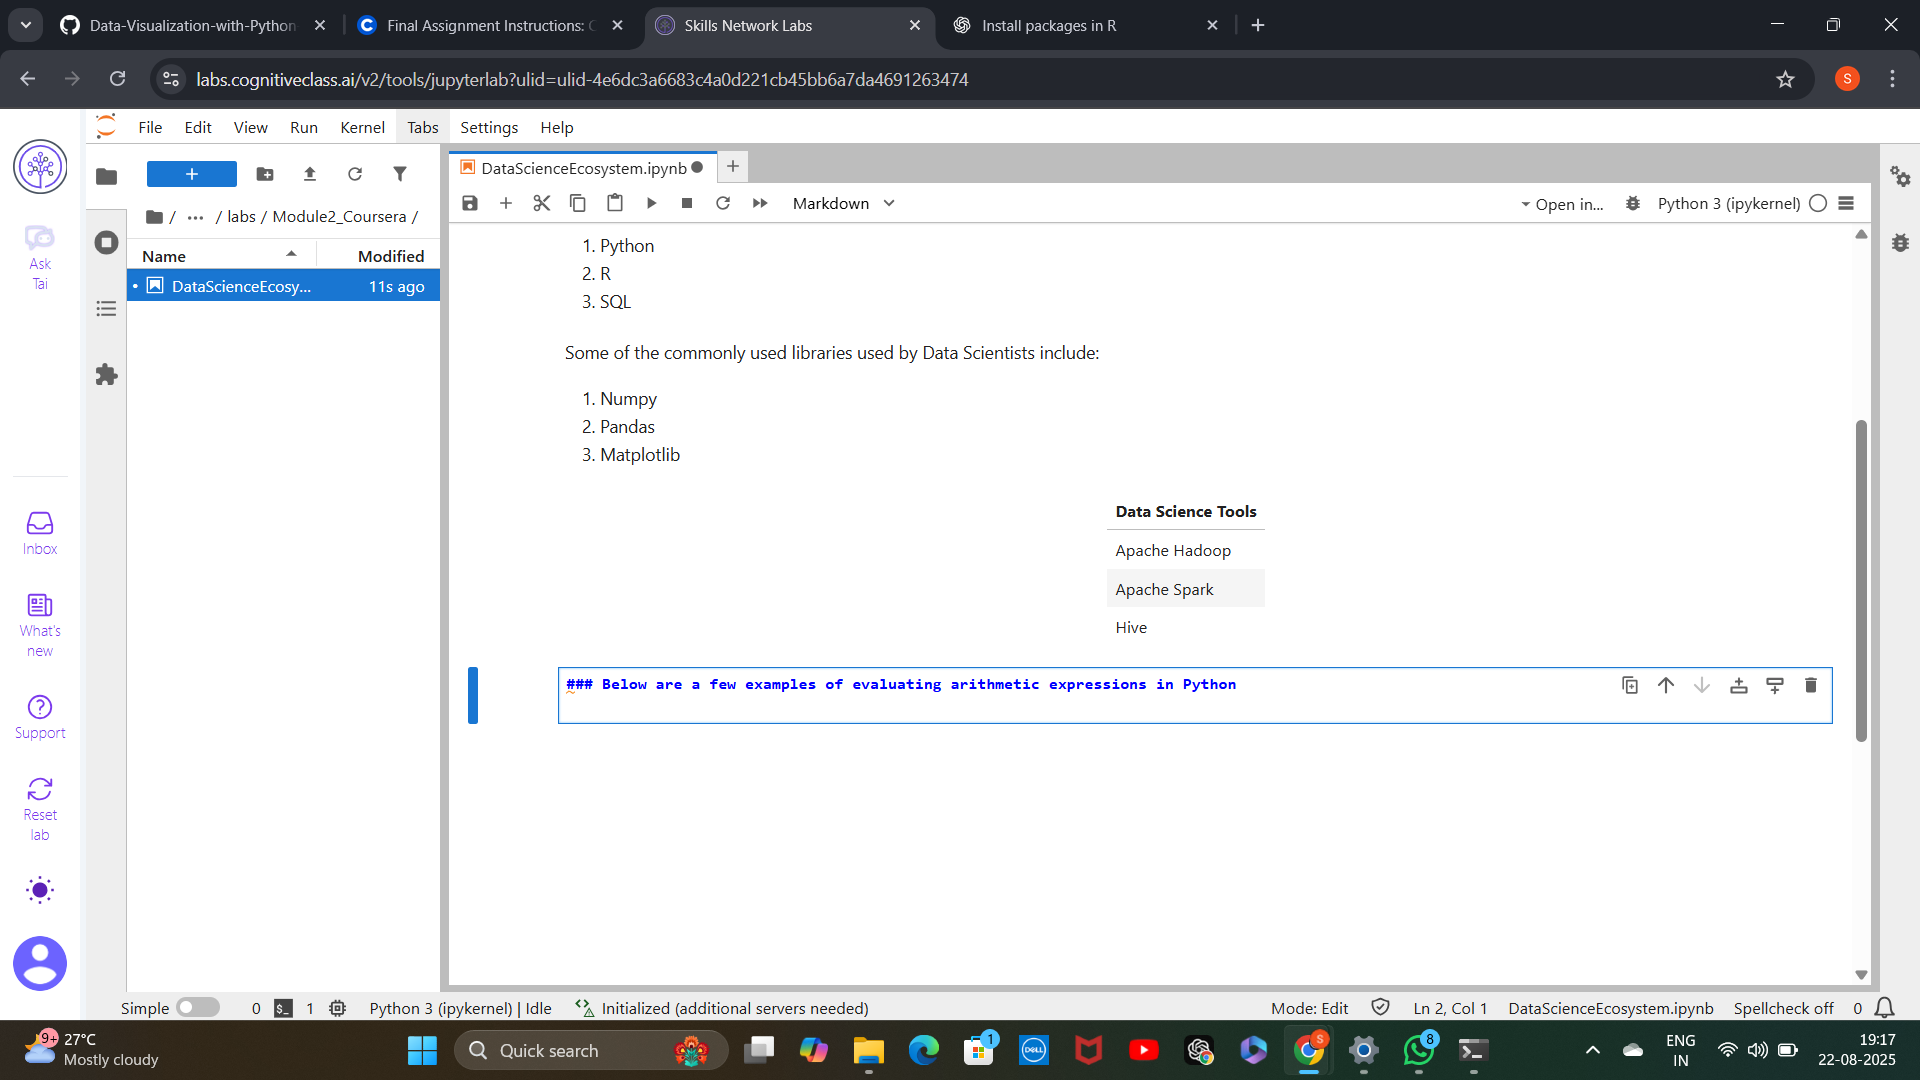 Data-Visualization-with-Python
Final Assignment Instructions: C
Skills Network Labs
Install packages in R
labs.cognitiveclass.ai/v2/tools/jupyterlab?ulid=ulid-4e6dc3a6683c4a0d221cb45bb6a7da4691263474
S
File Edit View Run Kernel Tabs Settings Help
DataScienceEcosystem.ipynb
Markdown
Open in...
Python 3 (ipykernel)
/ ... / labs / Module2_Coursera /
Name Modified
DataScienceEcosy... 11s ago
Ask
Tai
Inbox
What's
new
Support
Reset
lab
1. Python
2. R
3. SQL
Some of the commonly used libraries used by Data Scientists include:
1. Numpy
2. Pandas
3. Matplotlib
Data Science Tools
Apache Hadoop
Apache Spark
Hive
### Below are a few examples of evaluating arithmetic expressions in Python
Simple 0 $_ 1 Python 3 (ipykernel) | Idle Initialized (additional servers needed) Mode: Edit Ln 2, Col 1 DataScienceEcosystem.ipynb Spellcheck off 0
9+
27°C
Mostly cloudy
Quick search
1
DELL
S
8
ENG
IN
19:17
22-08-2025